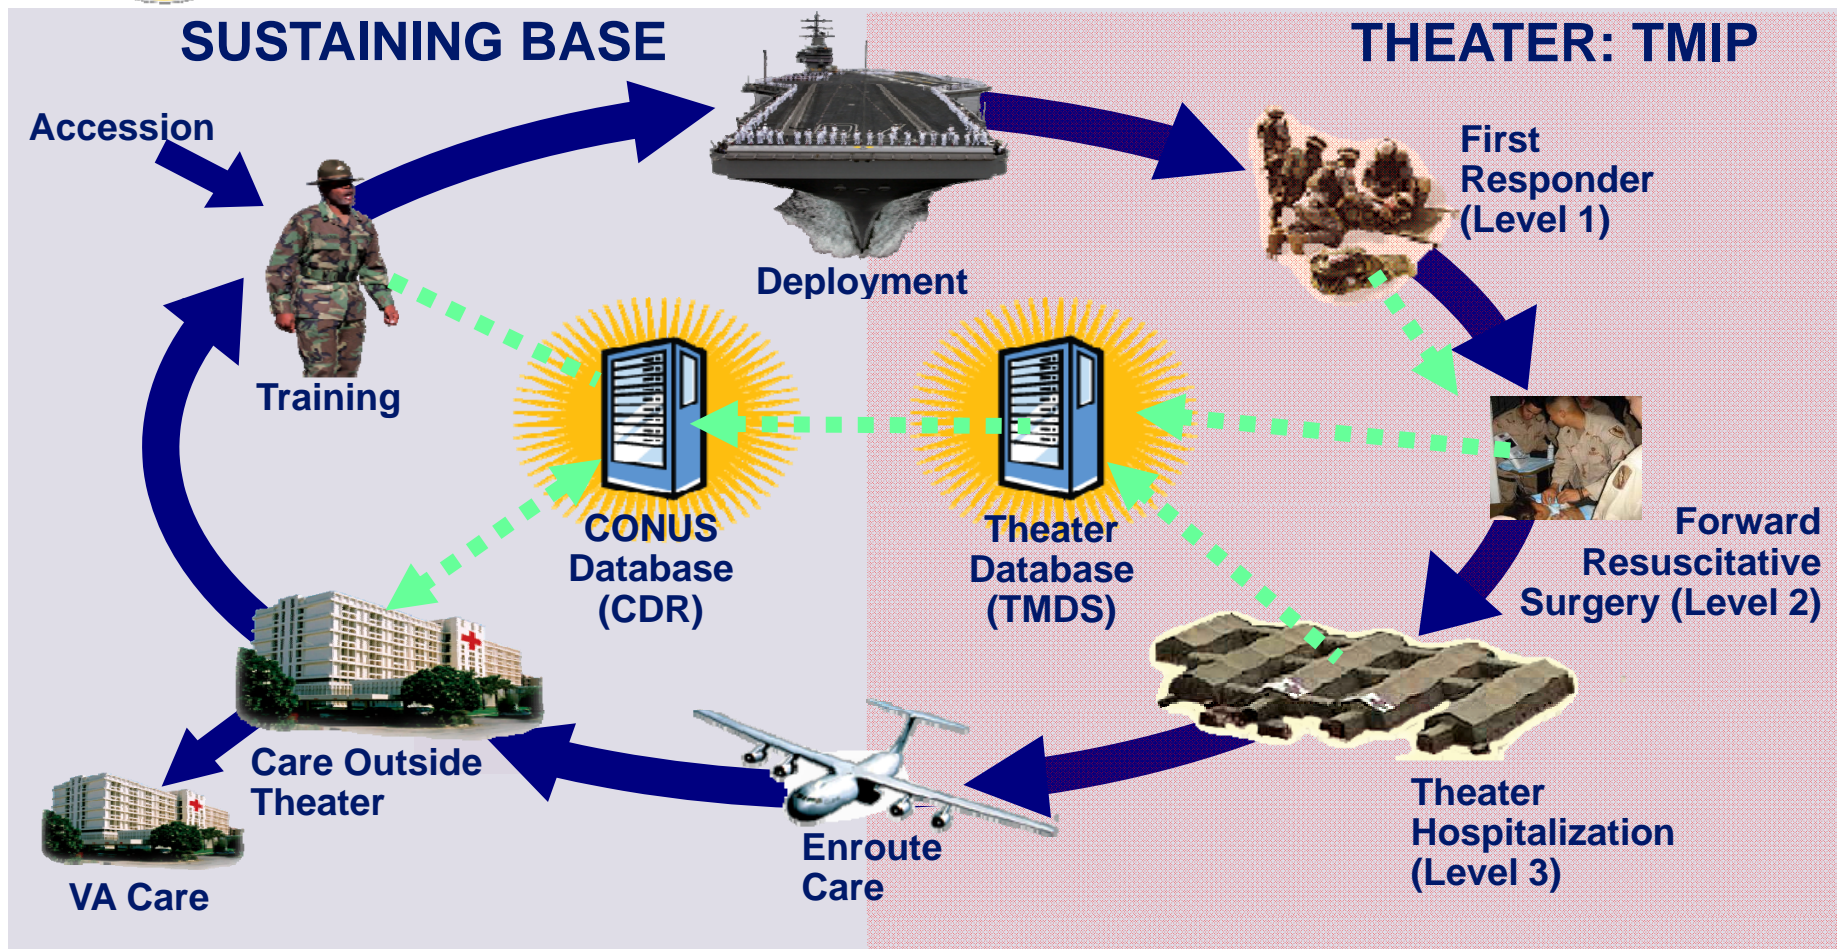 SUSTAINING BASE
THEATER: TMIP
Accession
First
Responder
(Level 1)
Deployment
Training
CONUS
Database
(CDR)
Theater
Database
(TMDS)
Forward
Resuscitative
Surgery (Level 2)
Care Outside
Theater
Theater
Hospitalization
(Level 3)
Enroute
Care
VA Care